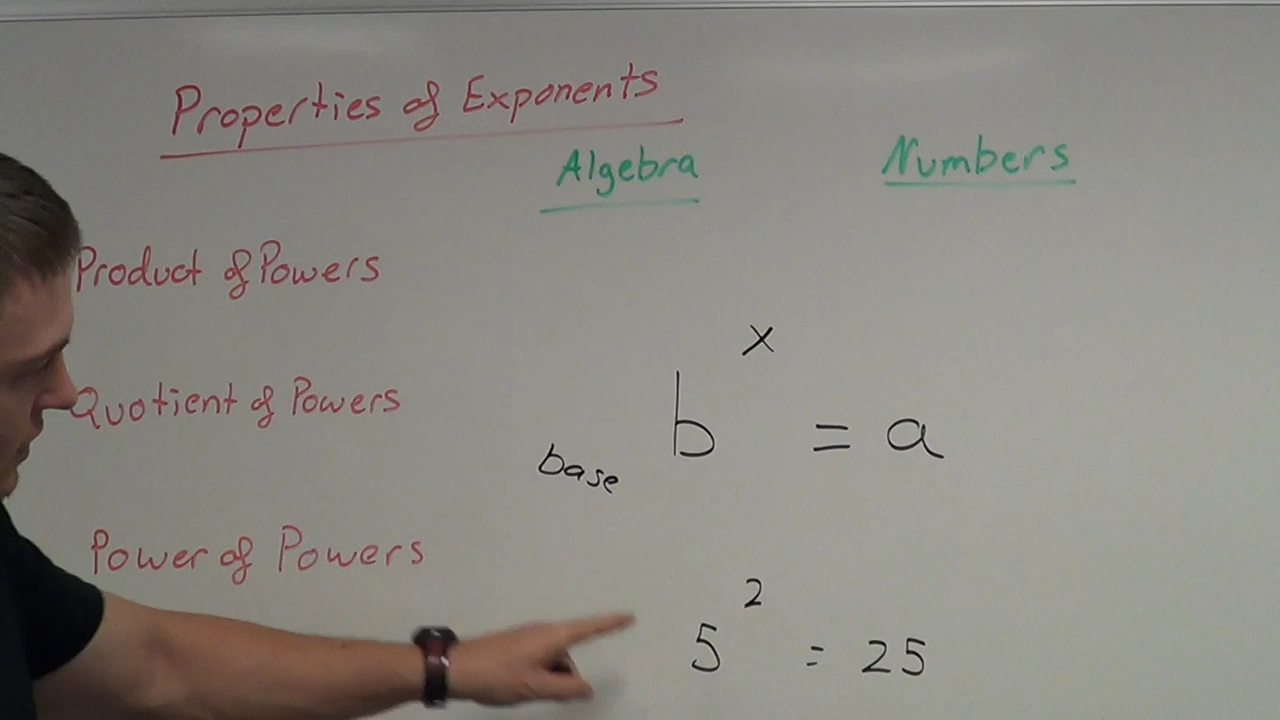 Properties of Exponents
Algebra
Numbers
Product of Powers
x
Quotient of Powers
b = a
base
Power of Powers
2
5 = 25